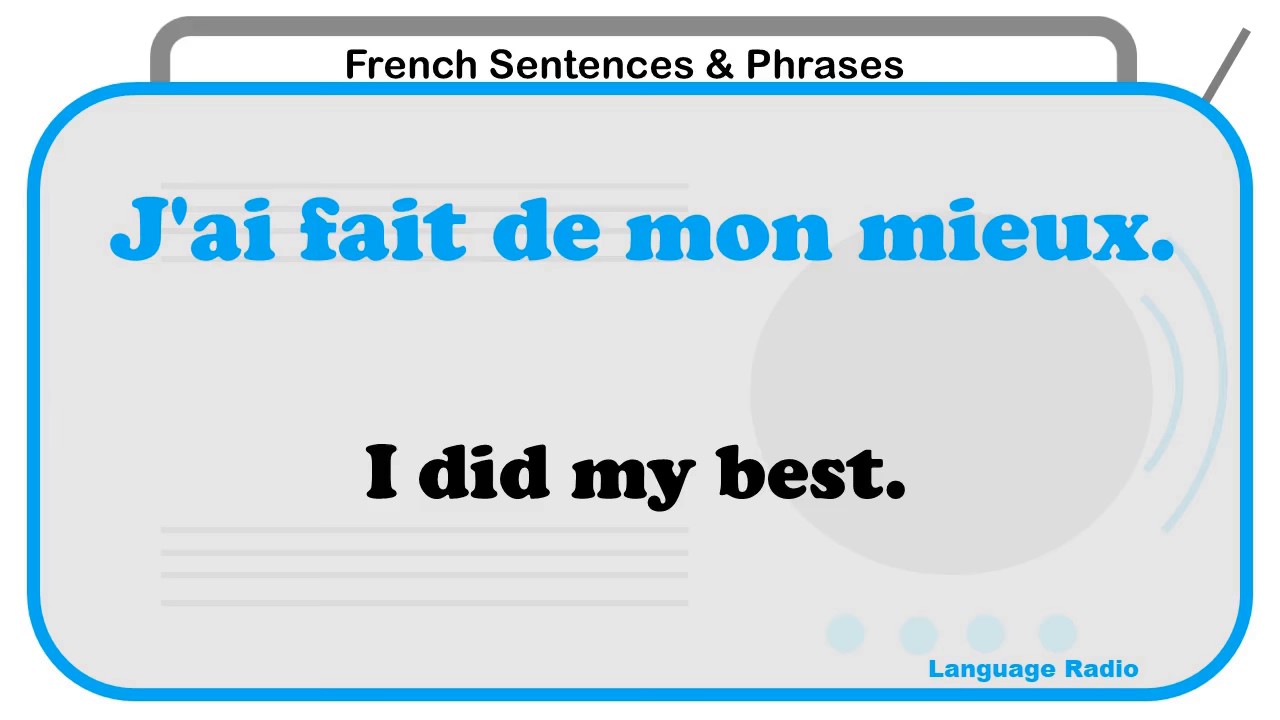 French Sentences & Phrases
J'ai fait de mon mieux.
I did my best.
Language Radio